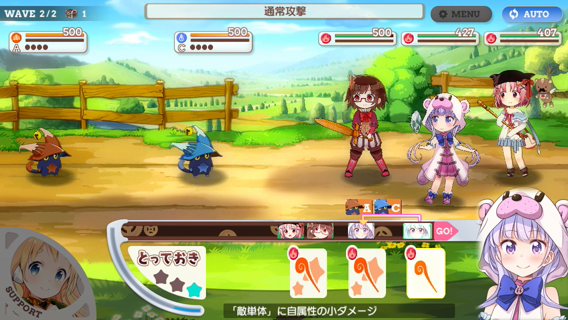 WAVE 2/2
1
通常攻撃
MENU
AUTO
500
A
500
C
500
427
407
A C
GO!
とっておき
SUPPORT
「敵単体」に自属性の小ダメージ